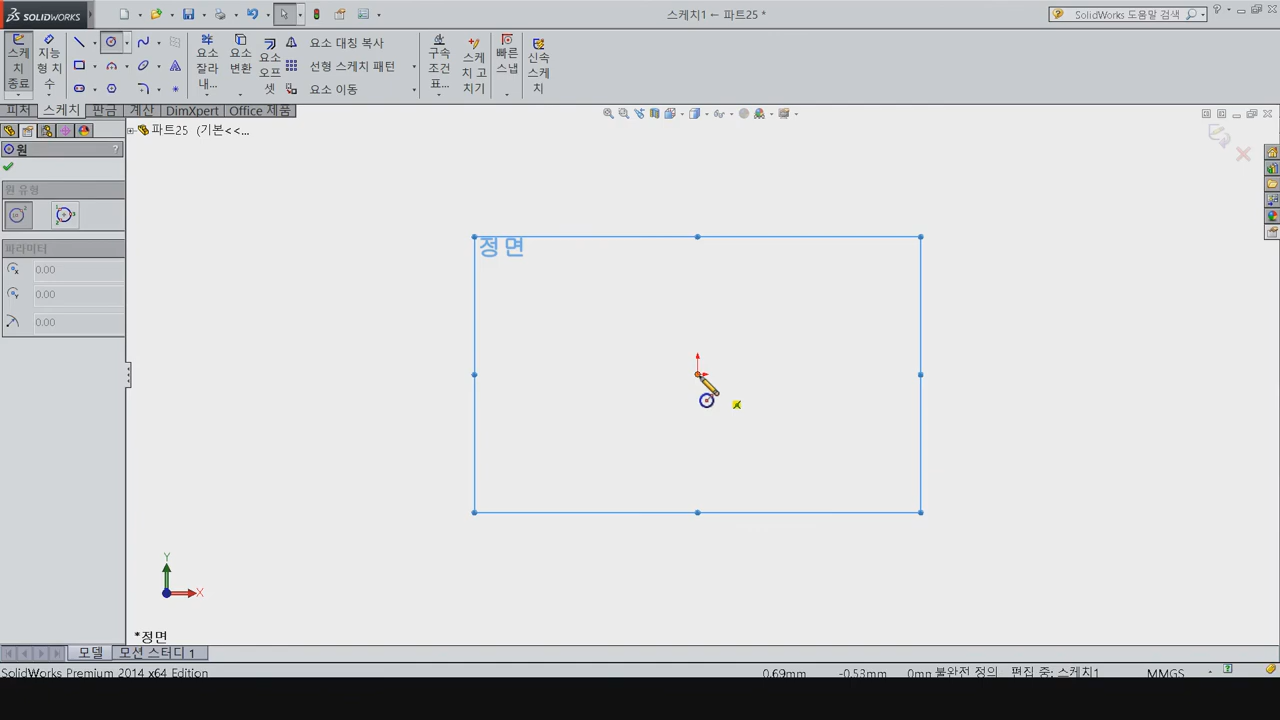 SOLIDWORKS
스케치1 ← 파트25 *
SolidWorks 도움말 검색
스케
치
종료
지능
형 치
수
요소
잘라
내...
요소
변환
요소
오프
셋
요소 대칭 복사
선형 스케치 패턴
요소 이동
구속
조건
표...
스케
치 고
치기
빠른
스냅
신속
스케
치
피처
스케치
판금
계산
DimXpert
Office 제품
파트25 (기본<<...
원
?
원 유형
파라미터
0.00
0.00
0.00
정면
Y
X
*정면
모델
모션 스터디 1
SolidWorks Premium 2014 x64 Edition
0.69mm
-0.53mm
0mn 불완전 정의
편집 중: 스케치1
MMGS